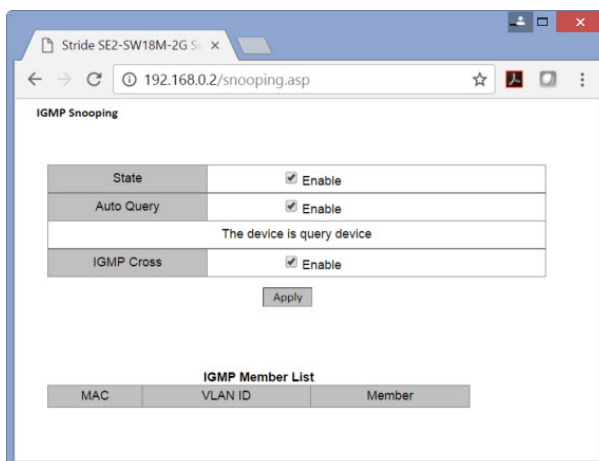 Stride SE2-SW18M-2G S
192.168.0.2/snooping.asp
IGMP Snooping
State Enable
Auto Query Enable
The device is query device
IGMP Cross Enable
Apply
IGMP Member List
MAC VLAN ID Member